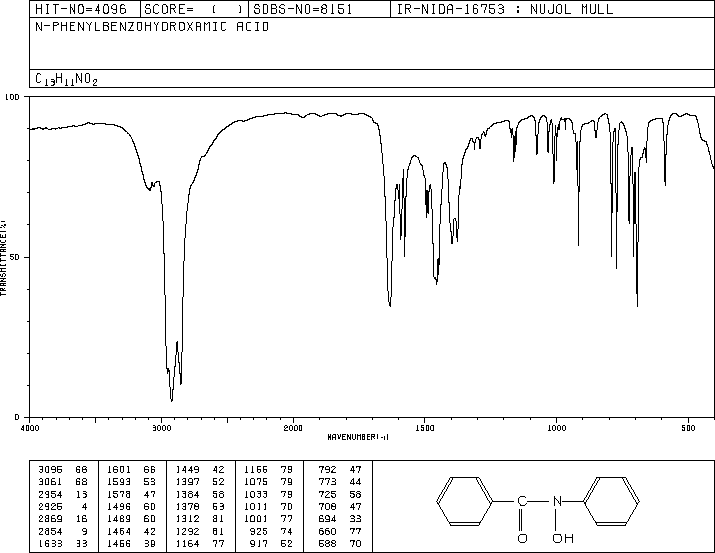 HIT-NO=4096 SCORE= ( ) SDBS-NO=8151 IR-NIDA-16753 : NUJOL MULL
N-PHENYLBENZOHYDROXAMIC ACID
C13H11NO2
100
TRANSMITTANCE(%)
50
0
4000 3000 2000 1500 1000 500
WAVENUMBER(-1)
3095 66 1601 66 1449 42 1156 79 792 47
3061 68 1593 53 1397 52 1075 79 773 44
2954 13 1578 47 1384 58 1033 79 725 58
2925 4 1496 60 1378 53 1011 70 708 47
2869 16 1489 60 1312 81 1001 77 694 33
2854 9 1464 42 1292 81 925 74 660 77
1633 33 1456 39 1164 77 917 52 588 70
C N
O OH